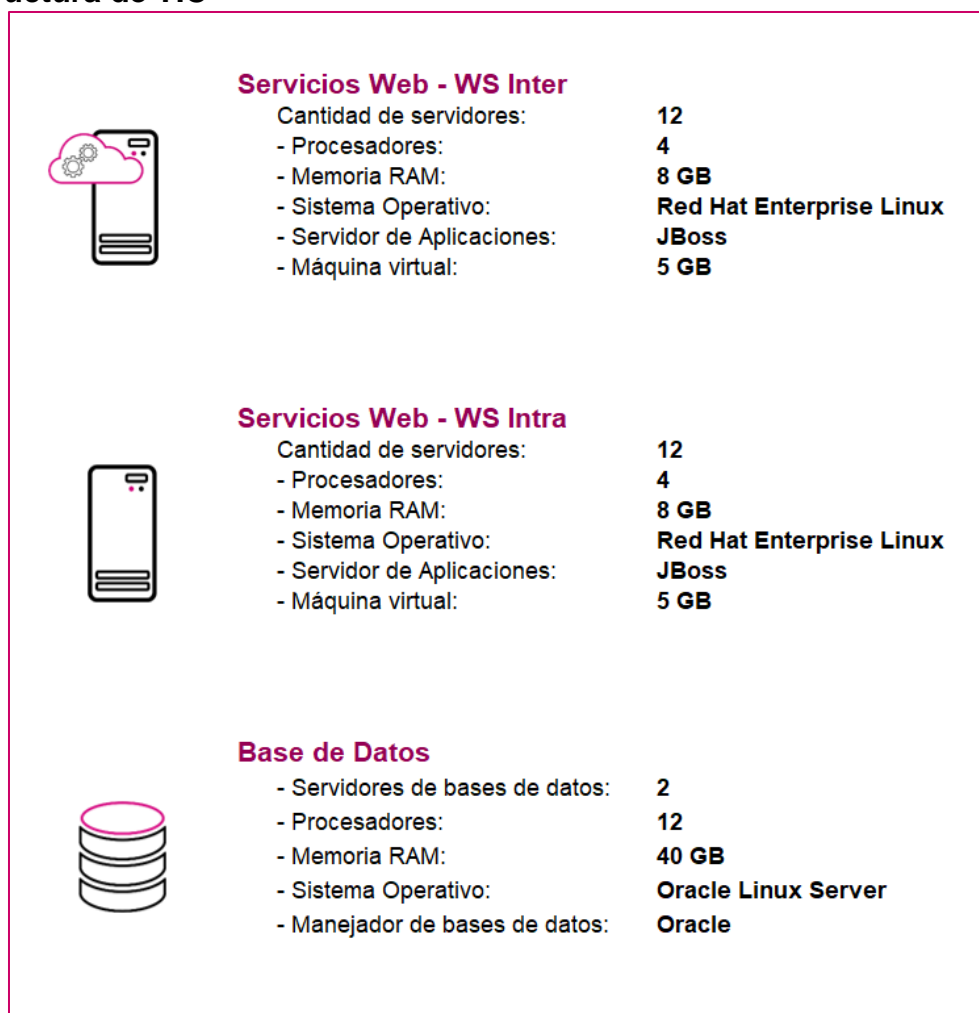 Servicios Web - WS Inter
Cantidad de servidores: 12
- Procesadores: 4
- Memoria RAM: 8 GB
- Sistema Operativo: Red Hat Enterprise Linux
- Servidor de Aplicaciones: JBoss
- Máquina virtual: 5 GB
Servicios Web - WS Intra
Cantidad de servidores: 12
- Procesadores: 4
- Memoria RAM: 8 GB
- Sistema Operativo: Red Hat Enterprise Linux
- Servidor de Aplicaciones: JBoss
- Máquina virtual: 5 GB
Base de Datos
- Servidores de bases de datos: 2
- Procesadores: 12
- Memoria RAM: 40 GB
- Sistema Operativo: Oracle Linux Server
- Manejador de bases de datos: Oracle